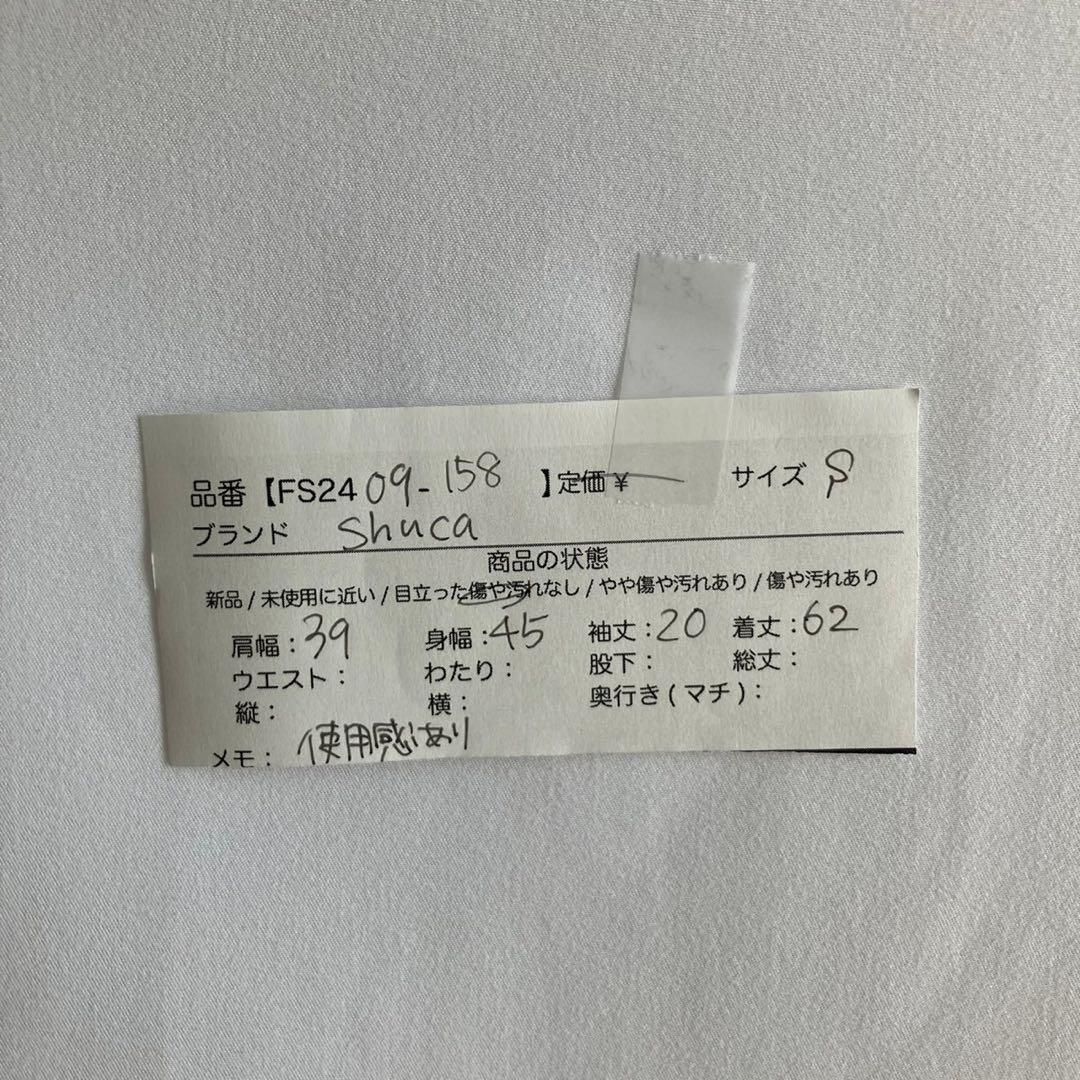 品番【FS2409-158】定価¥ー サイズ S
ブランド Shuca
商品の状態
新品/未使用に近い/目立った傷や汚れなし/やや傷や汚れあり/傷や汚れあり
肩幅:39 身幅:45 袖丈:20 着丈:62
ウエスト: わたり: 股下: 総丈:
縦: 横: 奥行き(マチ):
メモ: 使用感あり